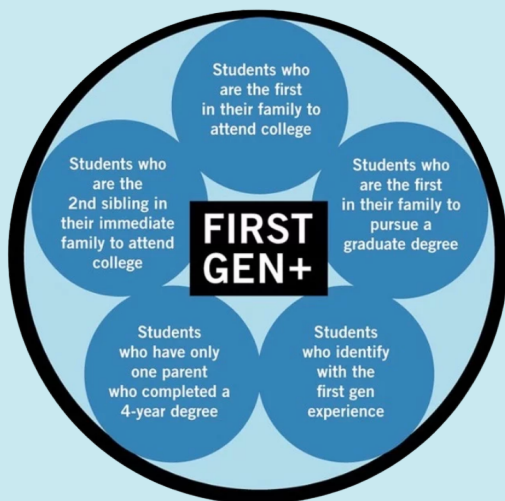 Students who
are the first
in their family to
attend college
Students who
are the
2nd sibling in
their immediate
family to attend
college
Students who
are the first
in their family to
pursue a
graduate degree
FIRST
GEN+
Students
who have only
one parent
who completed a
4-year degree
Students
who identify
with the
first gen
experience